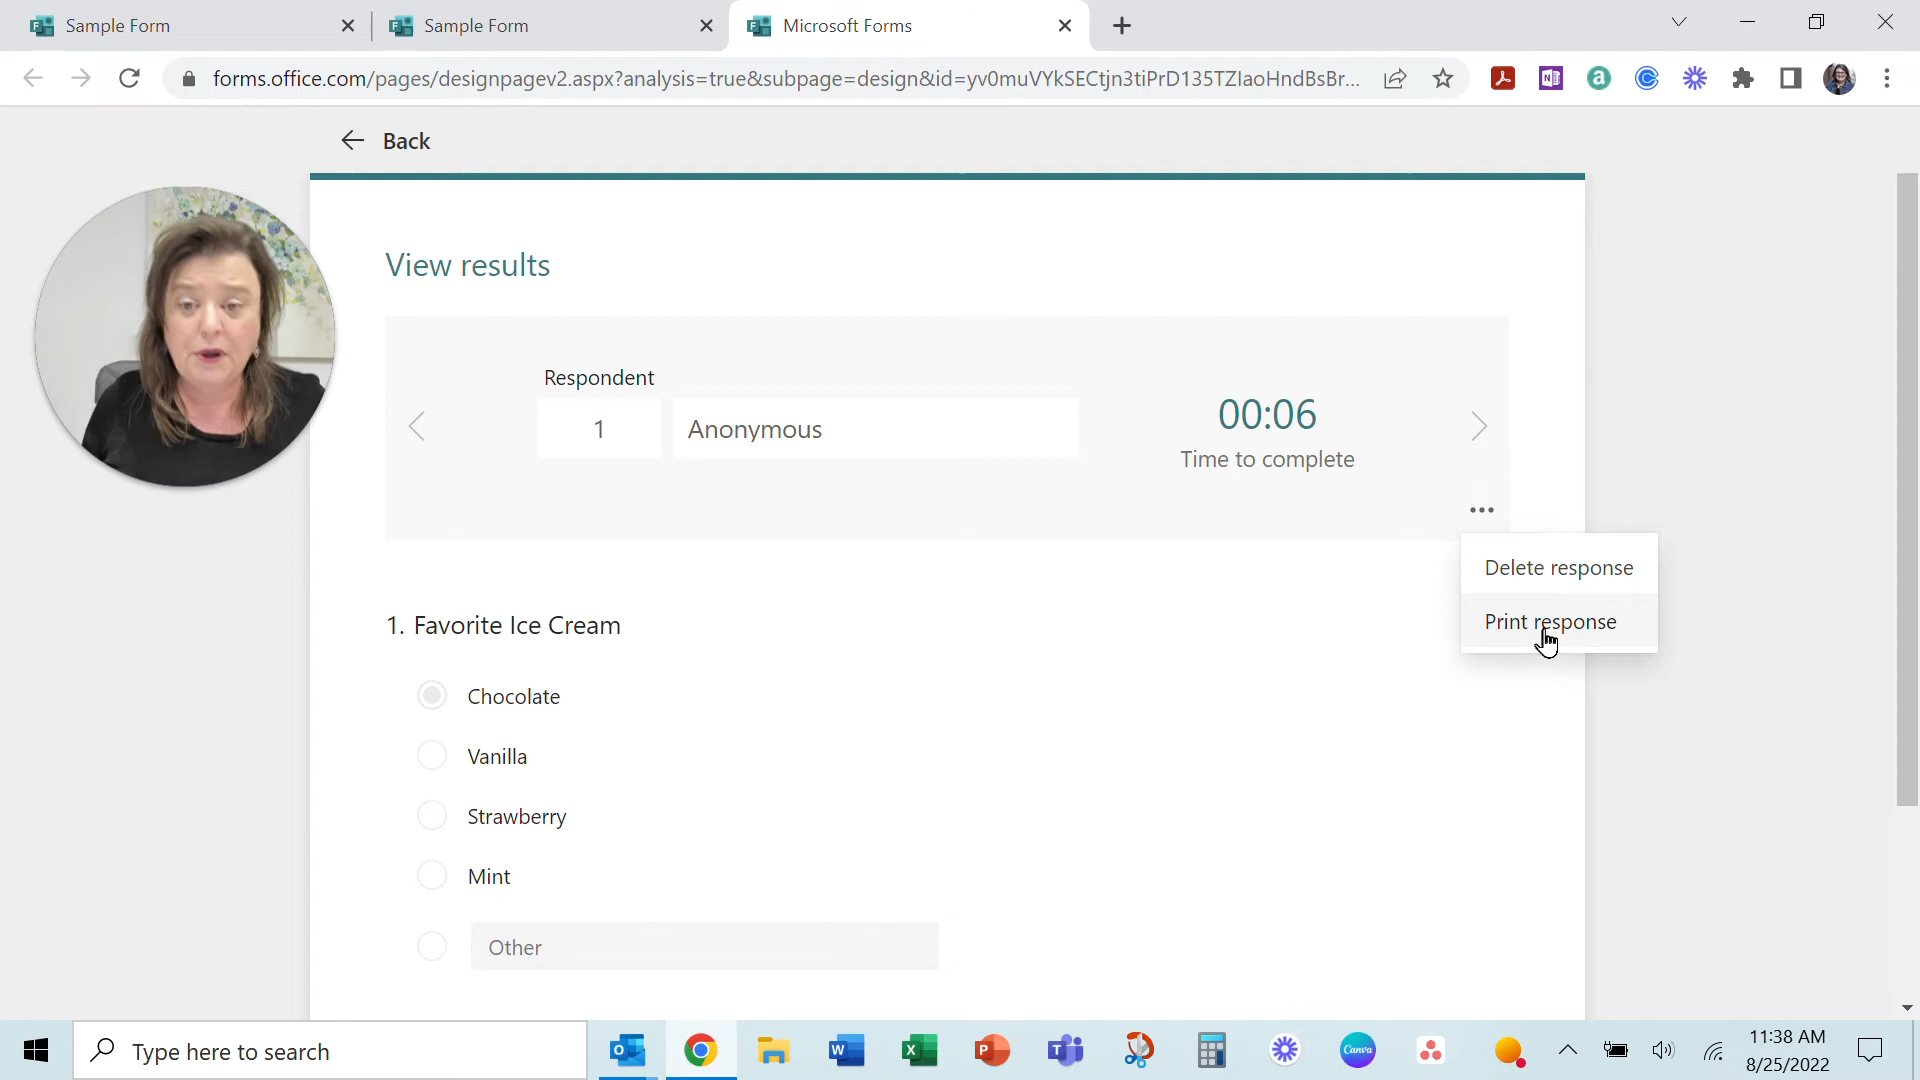 Sample Form
Sample Form
Microsoft Forms
forms.office.com/pages/designpagev2.aspx?analysis=true&subpage=design&id=yv0muVYkSECtjn3tiPrD135TZIaoHndBsBr...
Back
View results
Respondent
1
Anonymous
00:06
Time to complete
Delete response
Print response
1. Favorite Ice Cream
Chocolate
Vanilla
Strawberry
Mint
Other
Type here to search
Canva
11:38 AM
8/25/2022